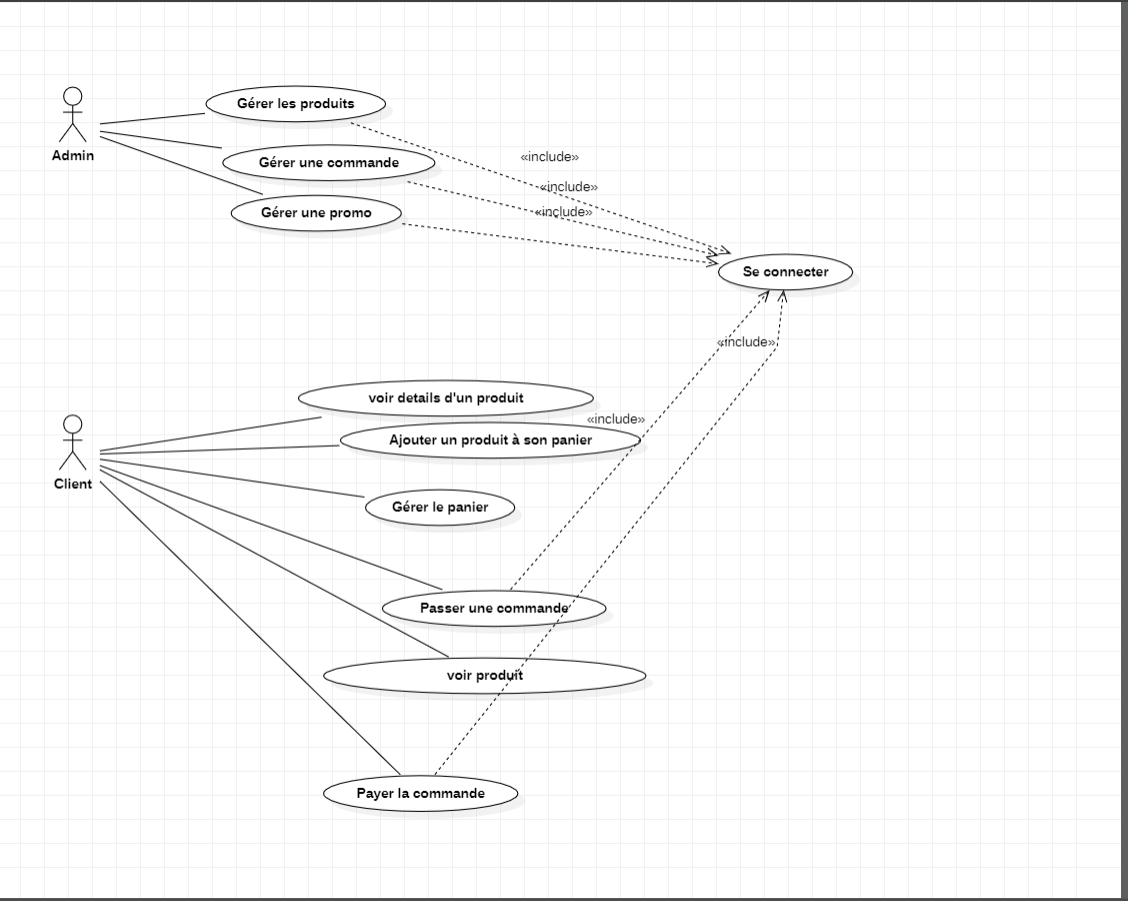 Gérer les produits
Admin
Gérer une commande
Gérer une promo
«include»
«include»
«include»
Se connecter
«include»
voir details d'un produit
«include»
Ajouter un produit à son panier
Client
Gérer le panier
Passer une commande
voir produit
Payer la commande